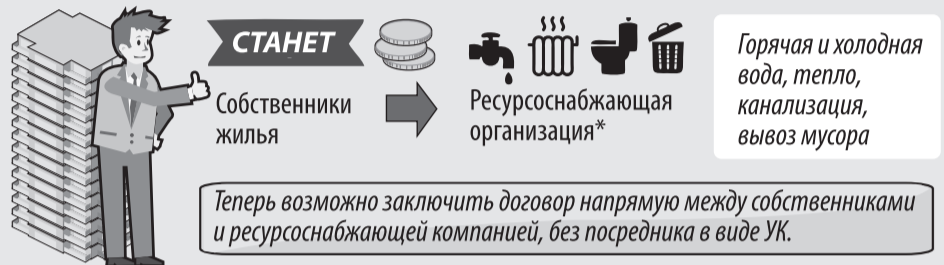 СТАНЕТ
Собственники
жилья
Ресурсоснабжающая
организация*
Горячая и холодная
вода, тепло,
канализация,
вывоз мусора
Теперь возможно заключить договор напрямую между собственниками
и ресурсоснабжающей компанией, без посредника в виде УК.